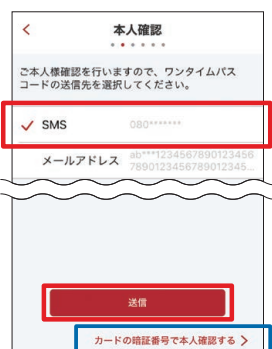 本人確認
ご本人様確認を行いますので、ワンタイムパス
コードの送信先を選択してください。
SMS 080*******
メールアドレス ab***1234567890123456
7890123456789012345...
送信
カードの暗証番号で本人確認する